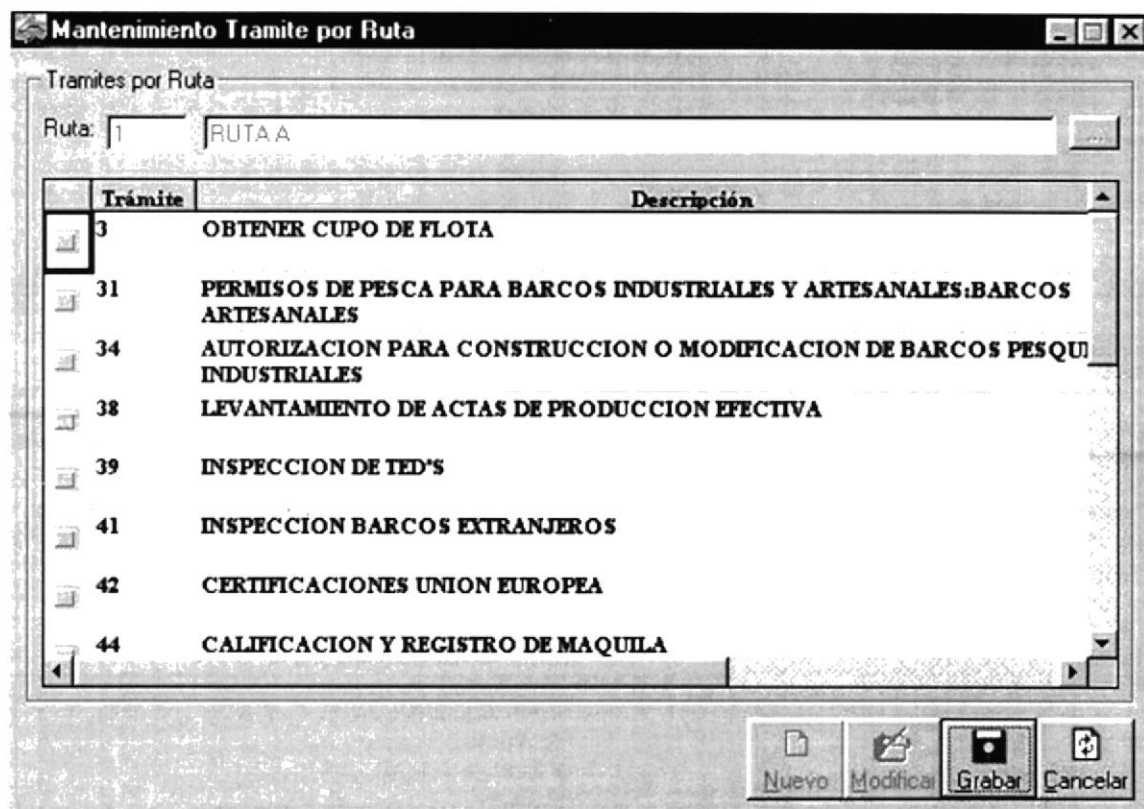 Mantenimiento Tramite por Ruta
Tramites por Ruta
Ruta: 1 RUTA A ...
Trámite Descripción
3 OBTENER CUPO DE FLOTA
31 PERMISOS DE PESCA PARA BARCOS INDUSTRIALES Y ARTESANALES:BARCOS
ARTESANALES
34 AUTORIZACION PARA CONSTRUCCION O MODIFICACION DE BARCOS PESQUE
INDUSTRIALES
38 LEVANTAMIENTO DE ACTAS DE PRODUCCION EFECTIVA
39 INSPECCION DE TED'S
41 INSPECCION BARCOS EXTRANJEROS
42 CERTIFICACIONES UNION EUROPEA
44 CALIFICACION Y REGISTRO DE MAQUILA
Nuevo Modificar Grabar Cancelar